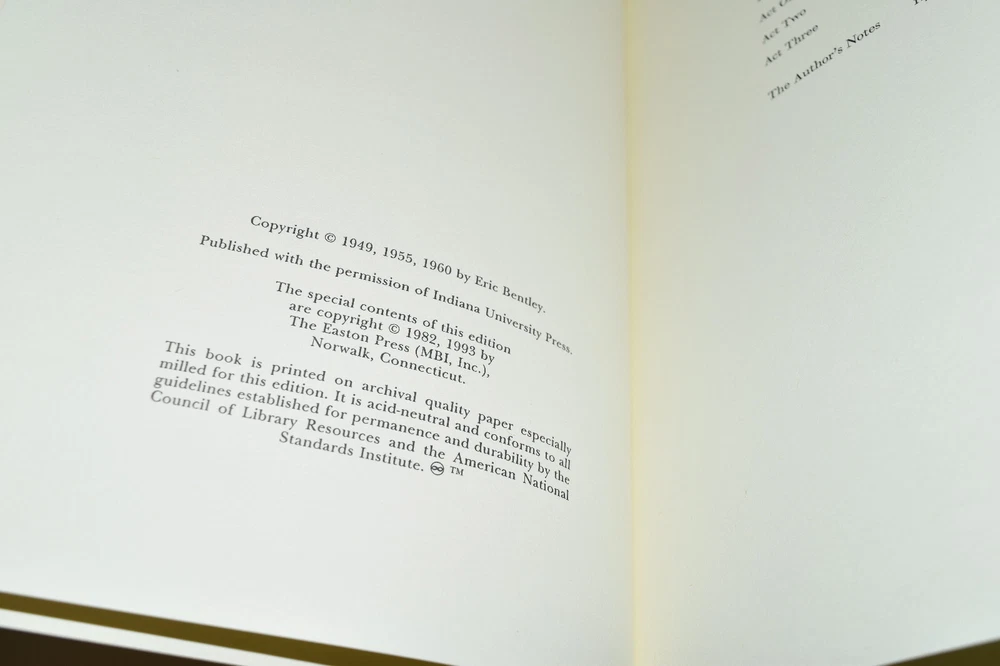 Copyright © 1949, 1955, 1960 by Eric Bentley.
Published with the permission of Indiana University Press.
The special contents of this edition
are copyright © 1982, 1993 by
The Easton Press (MBI, Inc.),
Norwalk, Connecticut.
This book is printed on archival quality paper especially
milled for this edition. It is acid-neutral and conforms to all
guidelines established for permanence and durability by the
Council of Library Resources and the American National
Standards Institute. ♾ ™
Act
Act Two
Act Three
The Author's Notes